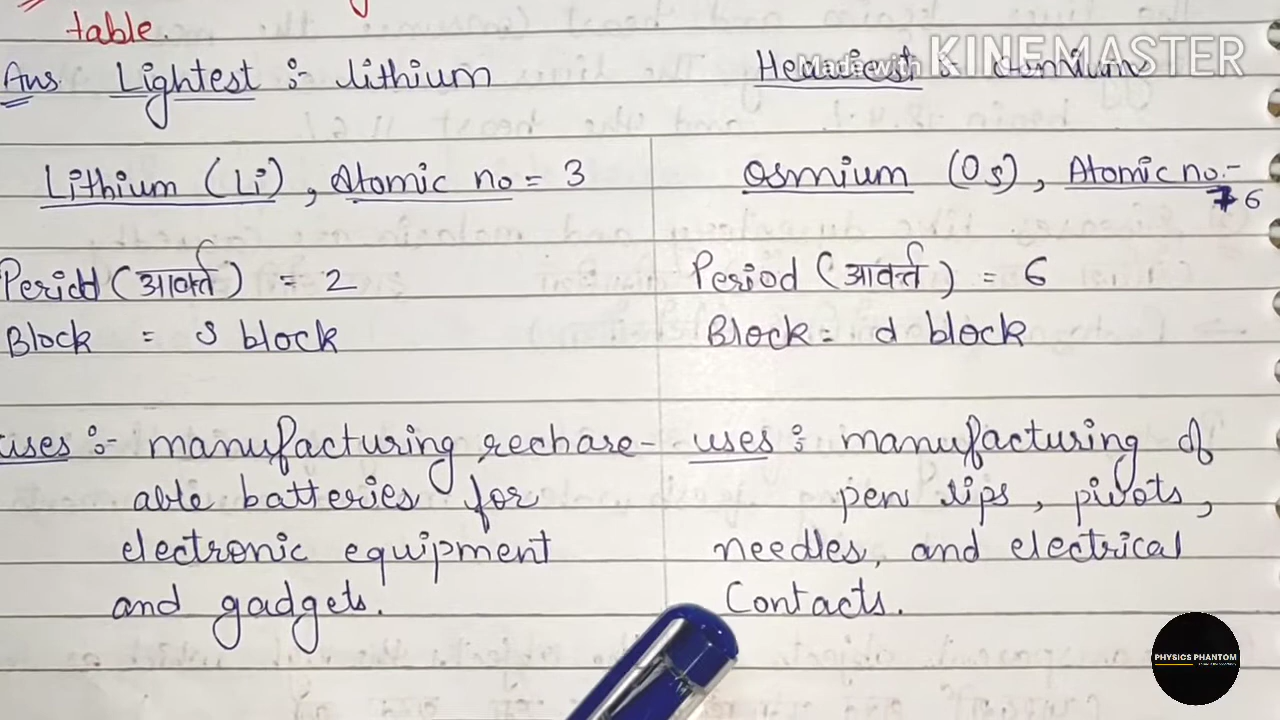 table.
Ans. Lightest :- lithium
Heaviest :- osmium
Made with KINEMASTER
Lithium (Li), Atomic no = 3
Period (आवर्त्त) = 2
Block = S block
uses :- manufacturing rechare-
able batteries for
electronic equipment
and gadgets.
Osmium (Os), Atomic no.-
76
Period (आवर्त्त) = 6
Block = d block
uses :- manufacturing of
pen tips, pivots,
needles, and electrical
Contacts.
PHYSICS PHANTOM